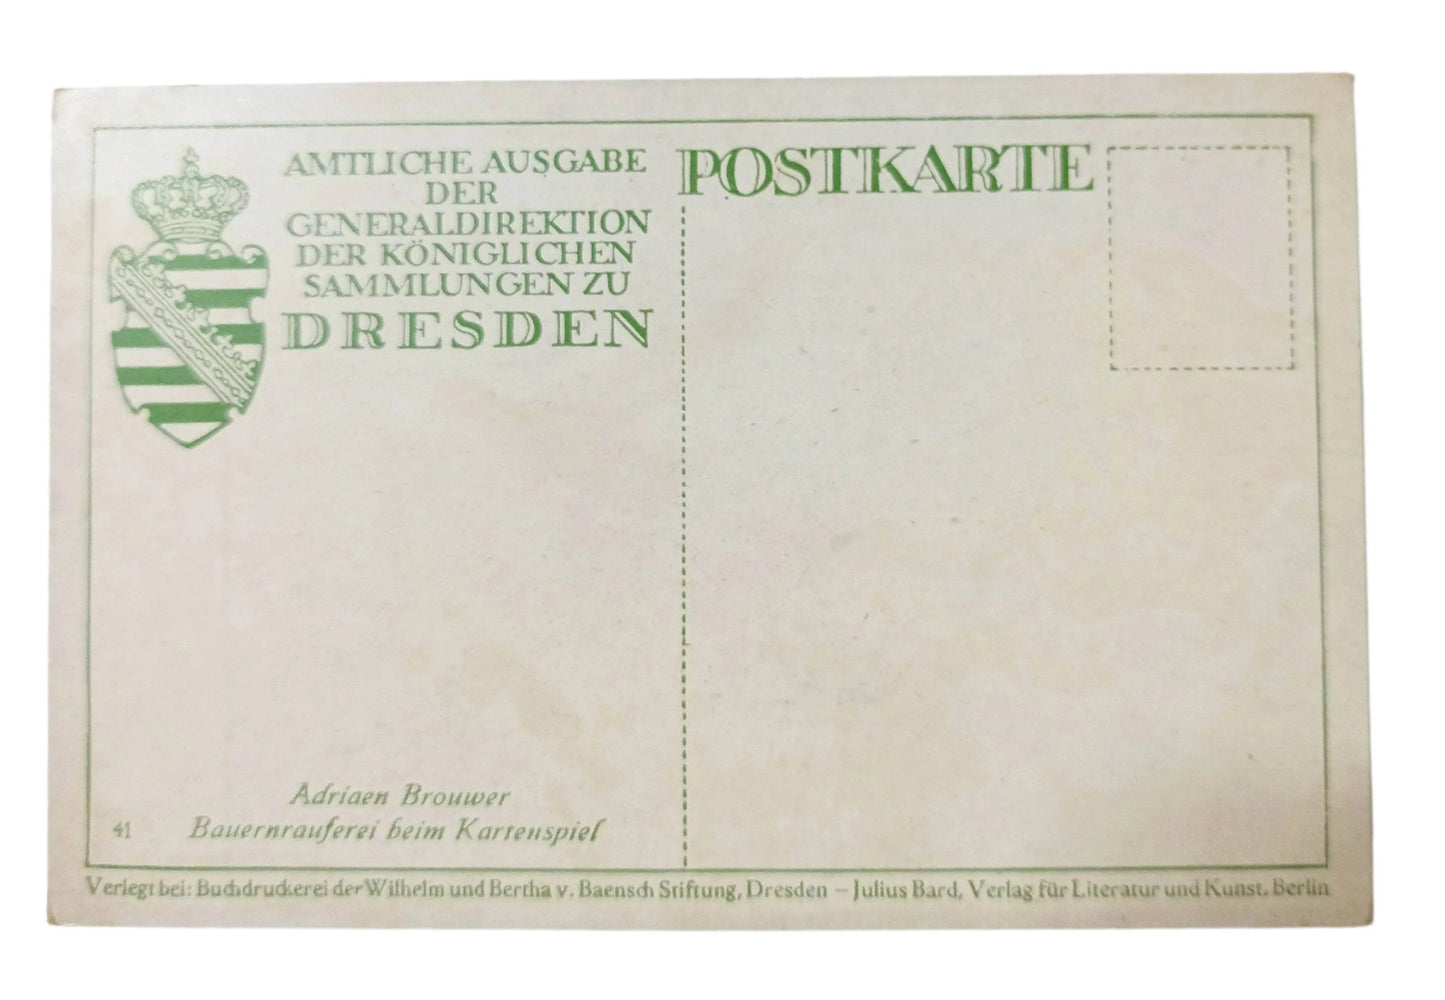 AMTLICHE AUSGABE
DER
GENERALDIREKTION
DER KÖNIGLICHEN
SAMMLUNGEN ZU
DRESDEN
POSTKARTE
Adriaen Brouwer
41 Bauernrauferei beim Kartenspiel
Verlegt bei: Buchdruckerei der Wilhelm und Bertha v. Baensch Stiftung, Dresden – Julius Bard, Verlag für Literatur und Kunst, Berlin